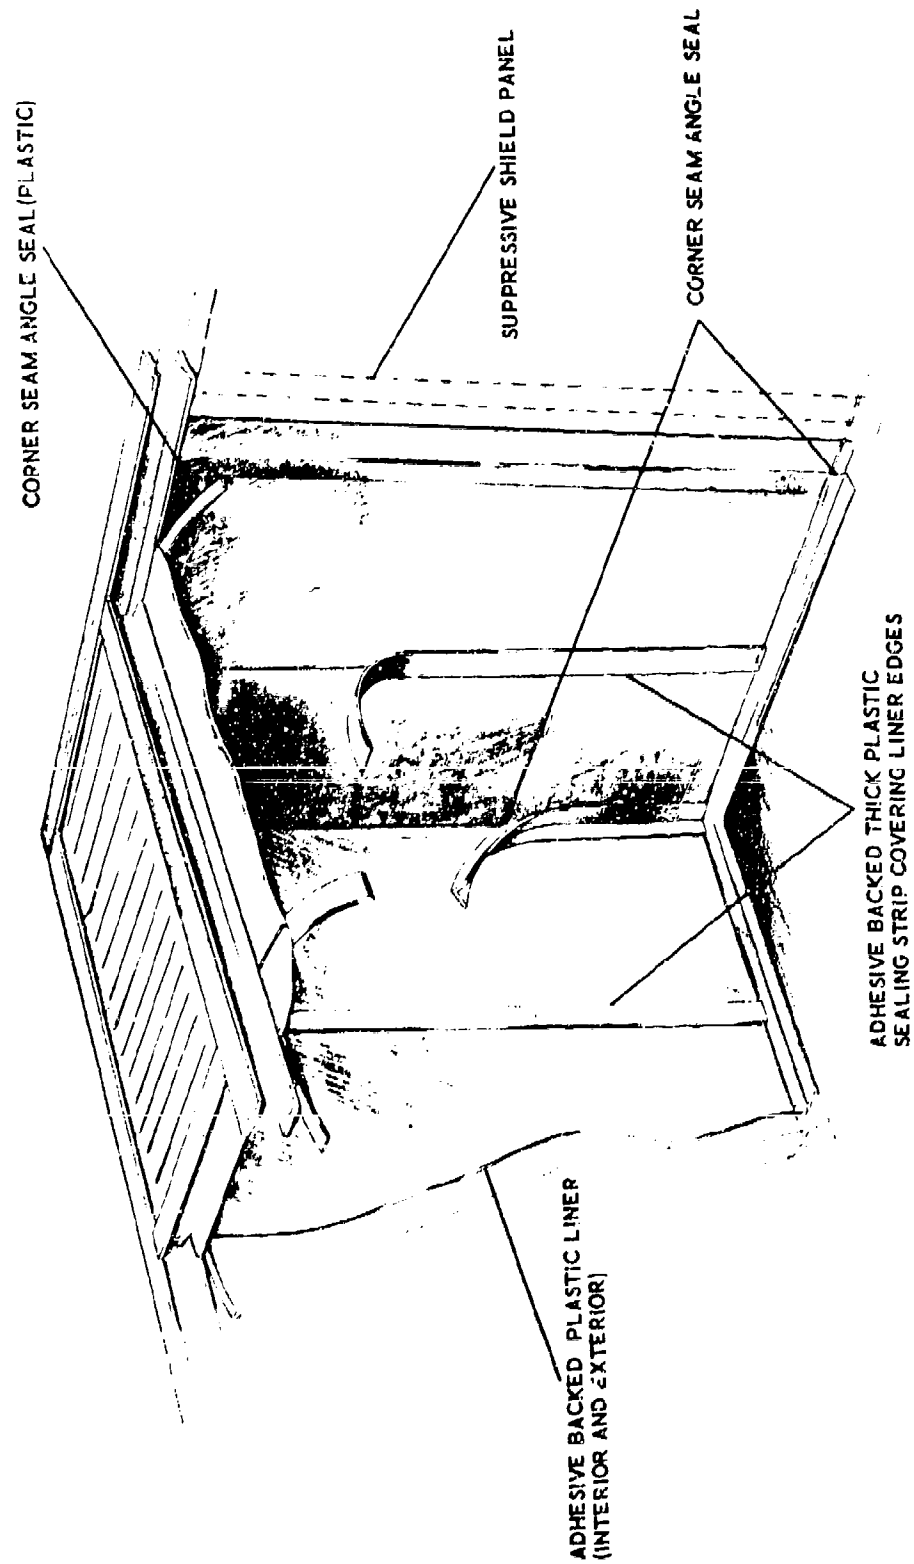 CORNER SEAM ANGLE SEAL (PLASTIC)
SUPPRESSIVE SHIELD PANEL
CORNER SEAM ANGLE SEAL
ADHESIVE BACKED THICK PLASTIC
SEALING STRIP COVERING LINER EDGES
ADHESIVE BACKED PLASTIC LINER
(INTERIOR AND EXTERIOR)